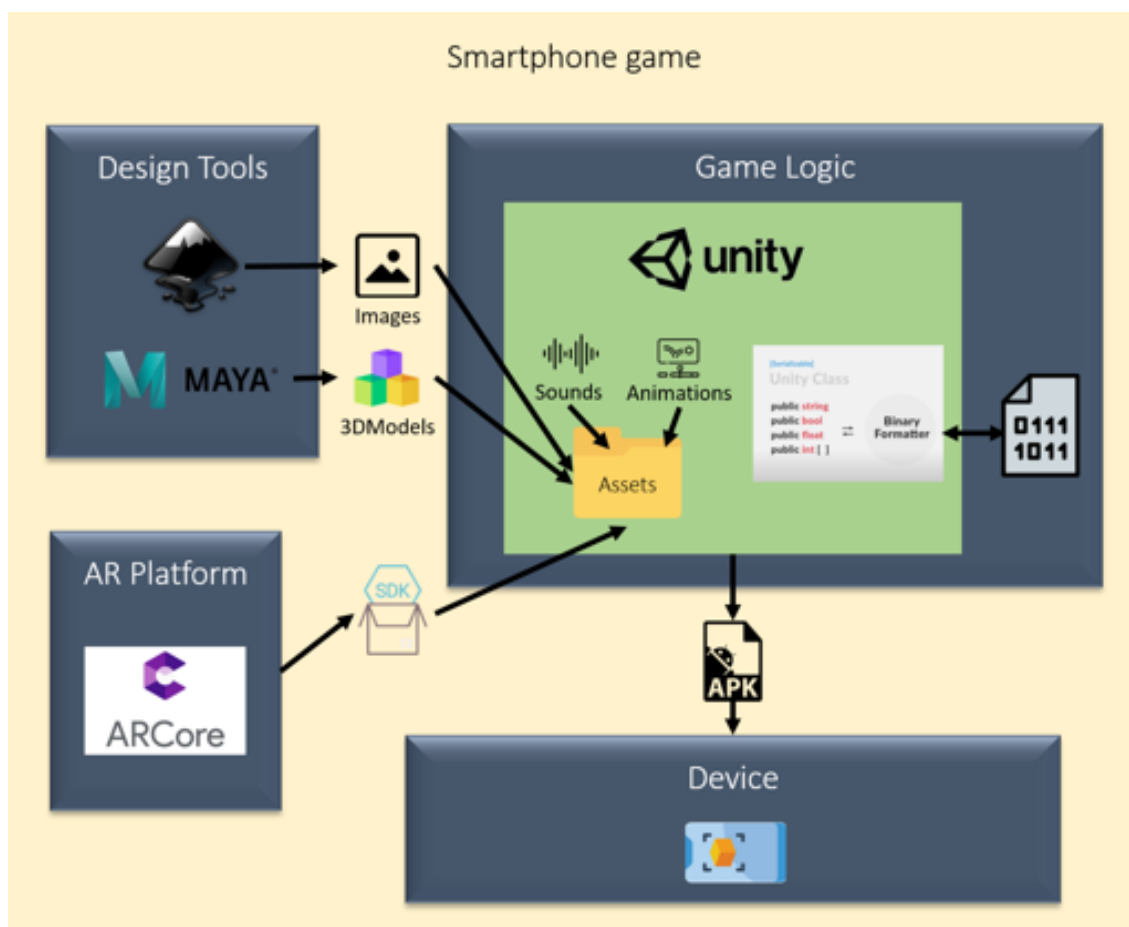 Smartphone game
Design Tools
MAYA®
Images
3DModels
AR Platform
ARCore
SDK
Game Logic
unity
Sounds
Animations
Assets
[Serializable]
Unity Class
public string
public bool
public float
public int [ ]
Binary
Formatter
0111
1011
APK
Device